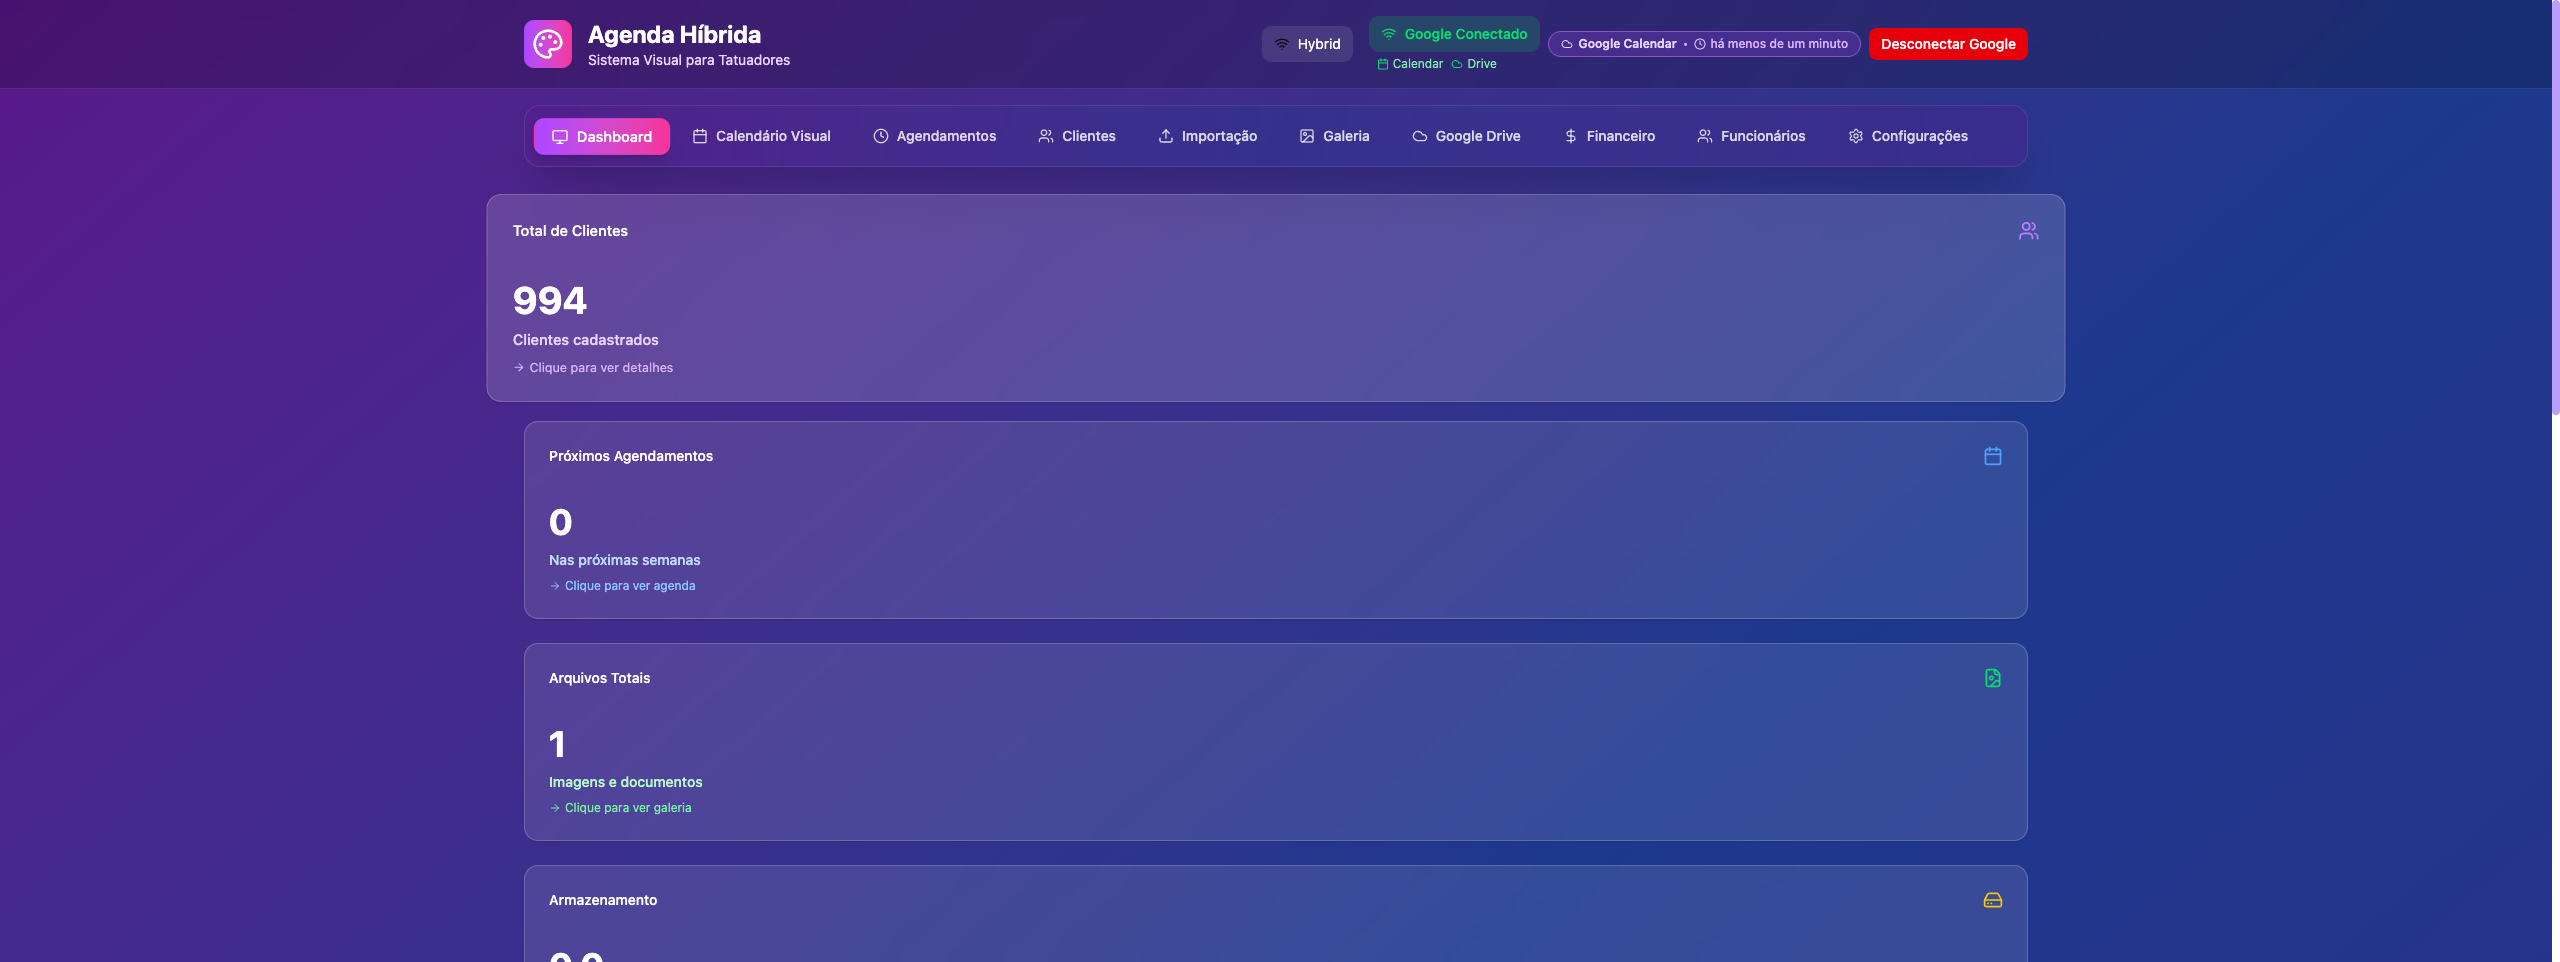 Agenda Híbrida
Sistema Visual para Tatuadores
Hybrid
Google Conectado
Calendar Drive
Google Calendar • há menos de um minuto
Desconectar Google
Dashboard Calendário Visual Agendamentos Clientes Importação Galeria Google Drive Financeiro Funcionários Configurações
Total de Clientes
994
Clientes cadastrados
→ Clique para ver detalhes
Próximos Agendamentos
0
Nas próximas semanas
→ Clique para ver agenda
Arquivos Totais
1
Imagens e documentos
→ Clique para ver galeria
Armazenamento